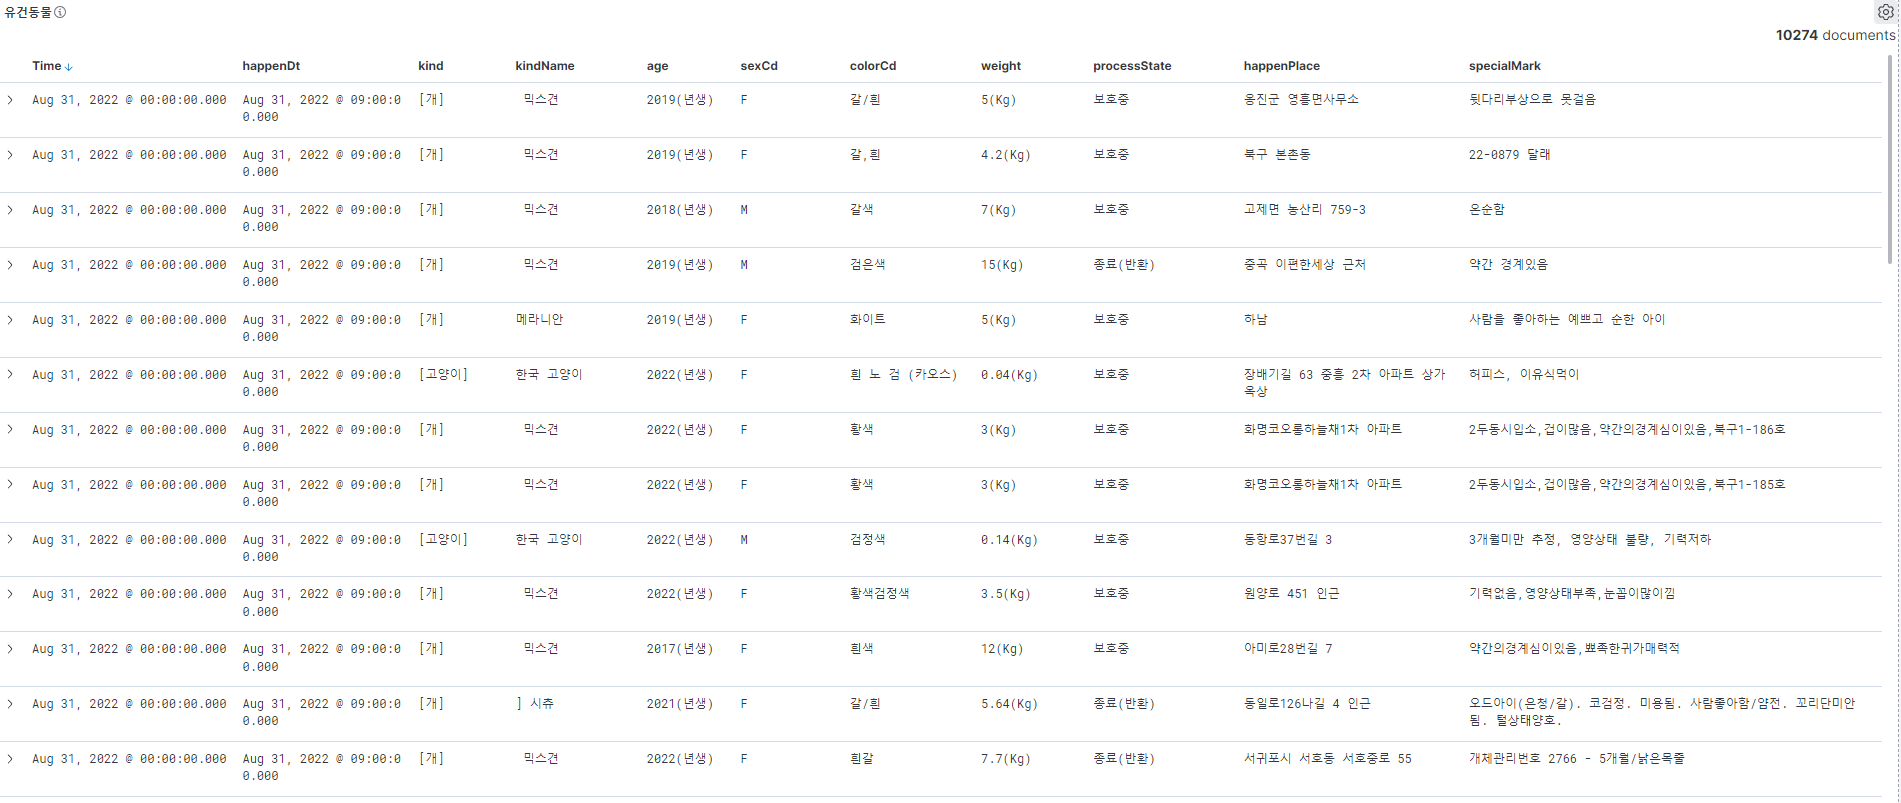 유건동물
10274 documents
Time happenDt kind kindName age sexCd colorCd weight processState happenPlace specialMark
Aug 31, 2022 @ 00:00:00.000 Aug 31, 2022 @ 09:00:0 [개] 믹스견 2019(년생) F 갈/흰 5(Kg) 보호중 옹진군 영흥면사무소 뒷다리부상으로 못걸음
0.000
Aug 31, 2022 @ 00:00:00.000 Aug 31, 2022 @ 09:00:0 [개] 믹스견 2019(년생) F 갈,흰 4.2(Kg) 보호중 북구 본촌동 22-0879 달래
0.000
Aug 31, 2022 @ 00:00:00.000 Aug 31, 2022 @ 09:00:0 [개] 믹스견 2018(년생) M 갈색 7(Kg) 보호중 고제면 농산리 759-3 온순함
0.000
Aug 31, 2022 @ 00:00:00.000 Aug 31, 2022 @ 09:00:0 [개] 믹스견 2019(년생) M 검은색 15(Kg) 종료(반환) 중곡 이편한세상 근처 약간 경계있음
0.000
Aug 31, 2022 @ 00:00:00.000 Aug 31, 2022 @ 09:00:0 [개] 메라니안 2019(년생) F 화이트 5(Kg) 보호중 하남 사람을 좋아하는 예쁘고 순한 아이
0.000
Aug 31, 2022 @ 00:00:00.000 Aug 31, 2022 @ 09:00:0 [고양이] 한국 고양이 2022(년생) F 흰 노 검 (카오스) 0.04(Kg) 보호중 장배기길 63 중흥 2차 아파트 상가 허피스, 이유식먹이
0.000 옥상
Aug 31, 2022 @ 00:00:00.000 Aug 31, 2022 @ 09:00:0 [개] 믹스견 2022(년생) F 황색 3(Kg) 보호중 화명코오롱하늘채1차 아파트 2두동시입소,겁이많음,약간의경계심이있음,북구1-186호
0.000
Aug 31, 2022 @ 00:00:00.000 Aug 31, 2022 @ 09:00:0 [개] 믹스견 2022(년생) F 황색 3(Kg) 보호중 화명코오롱하늘채1차 아파트 2두동시입소,겁이많음,약간의경계심이있음,북구1-185호
0.000
Aug 31, 2022 @ 00:00:00.000 Aug 31, 2022 @ 09:00:0 [고양이] 한국 고양이 2022(년생) M 검정색 0.14(Kg) 보호중 동항로37번길 3 3개월미만 추정, 영양상태 불량, 기력저하
0.000
Aug 31, 2022 @ 00:00:00.000 Aug 31, 2022 @ 09:00:0 [개] 믹스견 2022(년생) F 황색검정색 3.5(Kg) 보호중 원양로 451 인근 기력없음,영양상태부족,눈꼽이많이낌
0.000
Aug 31, 2022 @ 00:00:00.000 Aug 31, 2022 @ 09:00:0 [개] 믹스견 2017(년생) F 흰색 12(Kg) 보호중 아미로28번길 7 약간의경계심이있음,뾰족한귀가매력적
0.000
Aug 31, 2022 @ 00:00:00.000 Aug 31, 2022 @ 09:00:0 [개] ] 시츄 2021(년생) F 갈/흰 5.64(Kg) 종료(반환) 동일로126나길 4 인근 오드아이(은청/갈). 코검정. 미용됨. 사람좋아함/얌전. 꼬리단미안
0.000 됨. 털상태양호.
Aug 31, 2022 @ 00:00:00.000 Aug 31, 2022 @ 09:00:0 [개] 믹스견 2022(년생) F 흰갈 7.7(Kg) 종료(반환) 서귀포시 서호동 서호중로 55 개체관리번호 2766 - 5개월/낡은목줄
0.000